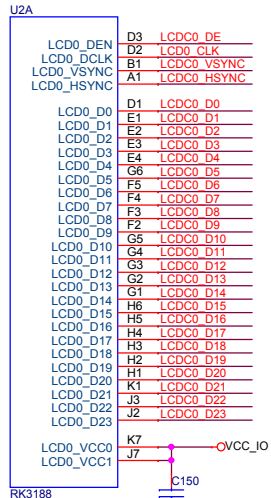 U2A
LCD0_DEN D3 LCDC0_DE
LCD0_DCLK D2 LCD0_CLK
LCD0_VSYNC B1 LCDC0_VSYNC
LCD0_HSYNC A1 LCDC0_HSYNC
LCD0_D0 D1 LCDC0_D0
LCD0_D1 E1 LCDC0_D1
LCD0_D2 E2 LCDC0_D2
LCD0_D3 E3 LCDC0_D3
LCD0_D4 E4 LCDC0_D4
LCD0_D5 G6 LCDC0_D5
LCD0_D6 F5 LCDC0_D6
LCD0_D7 F4 LCDC0_D7
LCD0_D8 F3 LCDC0_D8
LCD0_D9 F2 LCDC0_D9
LCD0_D10 G5 LCDC0_D10
LCD0_D11 G4 LCDC0_D11
LCD0_D12 G3 LCDC0_D12
LCD0_D13 G2 LCDC0_D13
LCD0_D14 G1 LCDC0_D14
LCD0_D15 H6 LCDC0_D15
LCD0_D16 H5 LCDC0_D16
LCD0_D17 H4 LCDC0_D17
LCD0_D18 H3 LCDC0_D18
LCD0_D19 H2 LCDC0_D19
LCD0_D20 H1 LCDC0_D20
LCD0_D21 K1 LCDC0_D21
LCD0_D22 J3 LCDC0_D22
LCD0_D23 J2 LCDC0_D23
LCD0_VCC0 K7 VCC_IO
LCD0_VCC1 J7
C150
RK3188